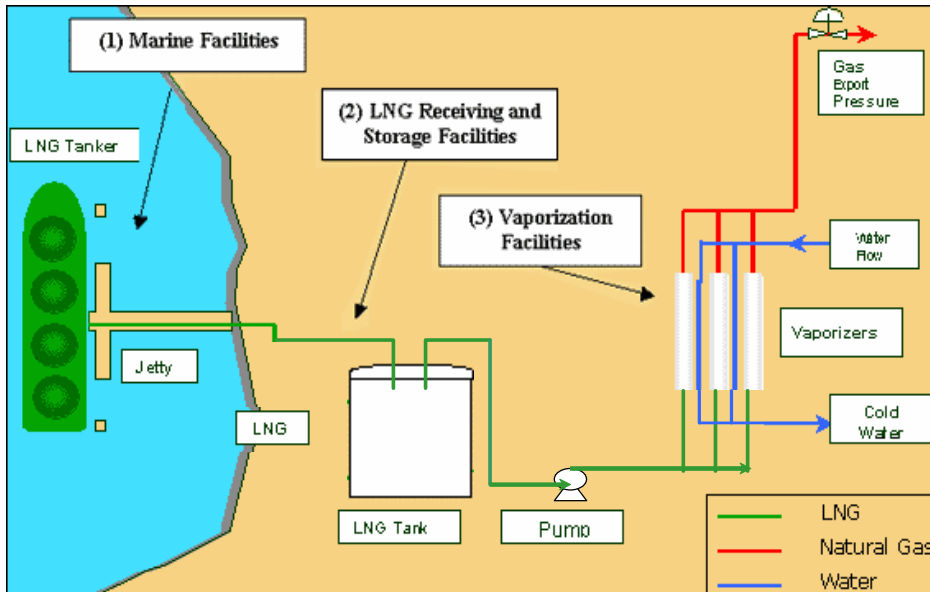 (1) Marine Facilities
(2) LNG Receiving and
Storage Facilities
(3) Vaporization
Facilities
LNG Tanker
Jetty
LNG
LNG Tank
Pump
Gas
Export
Pressure
Water
Flow
Vaporizers
Cold
Water
LNG
Natural Gas
Water